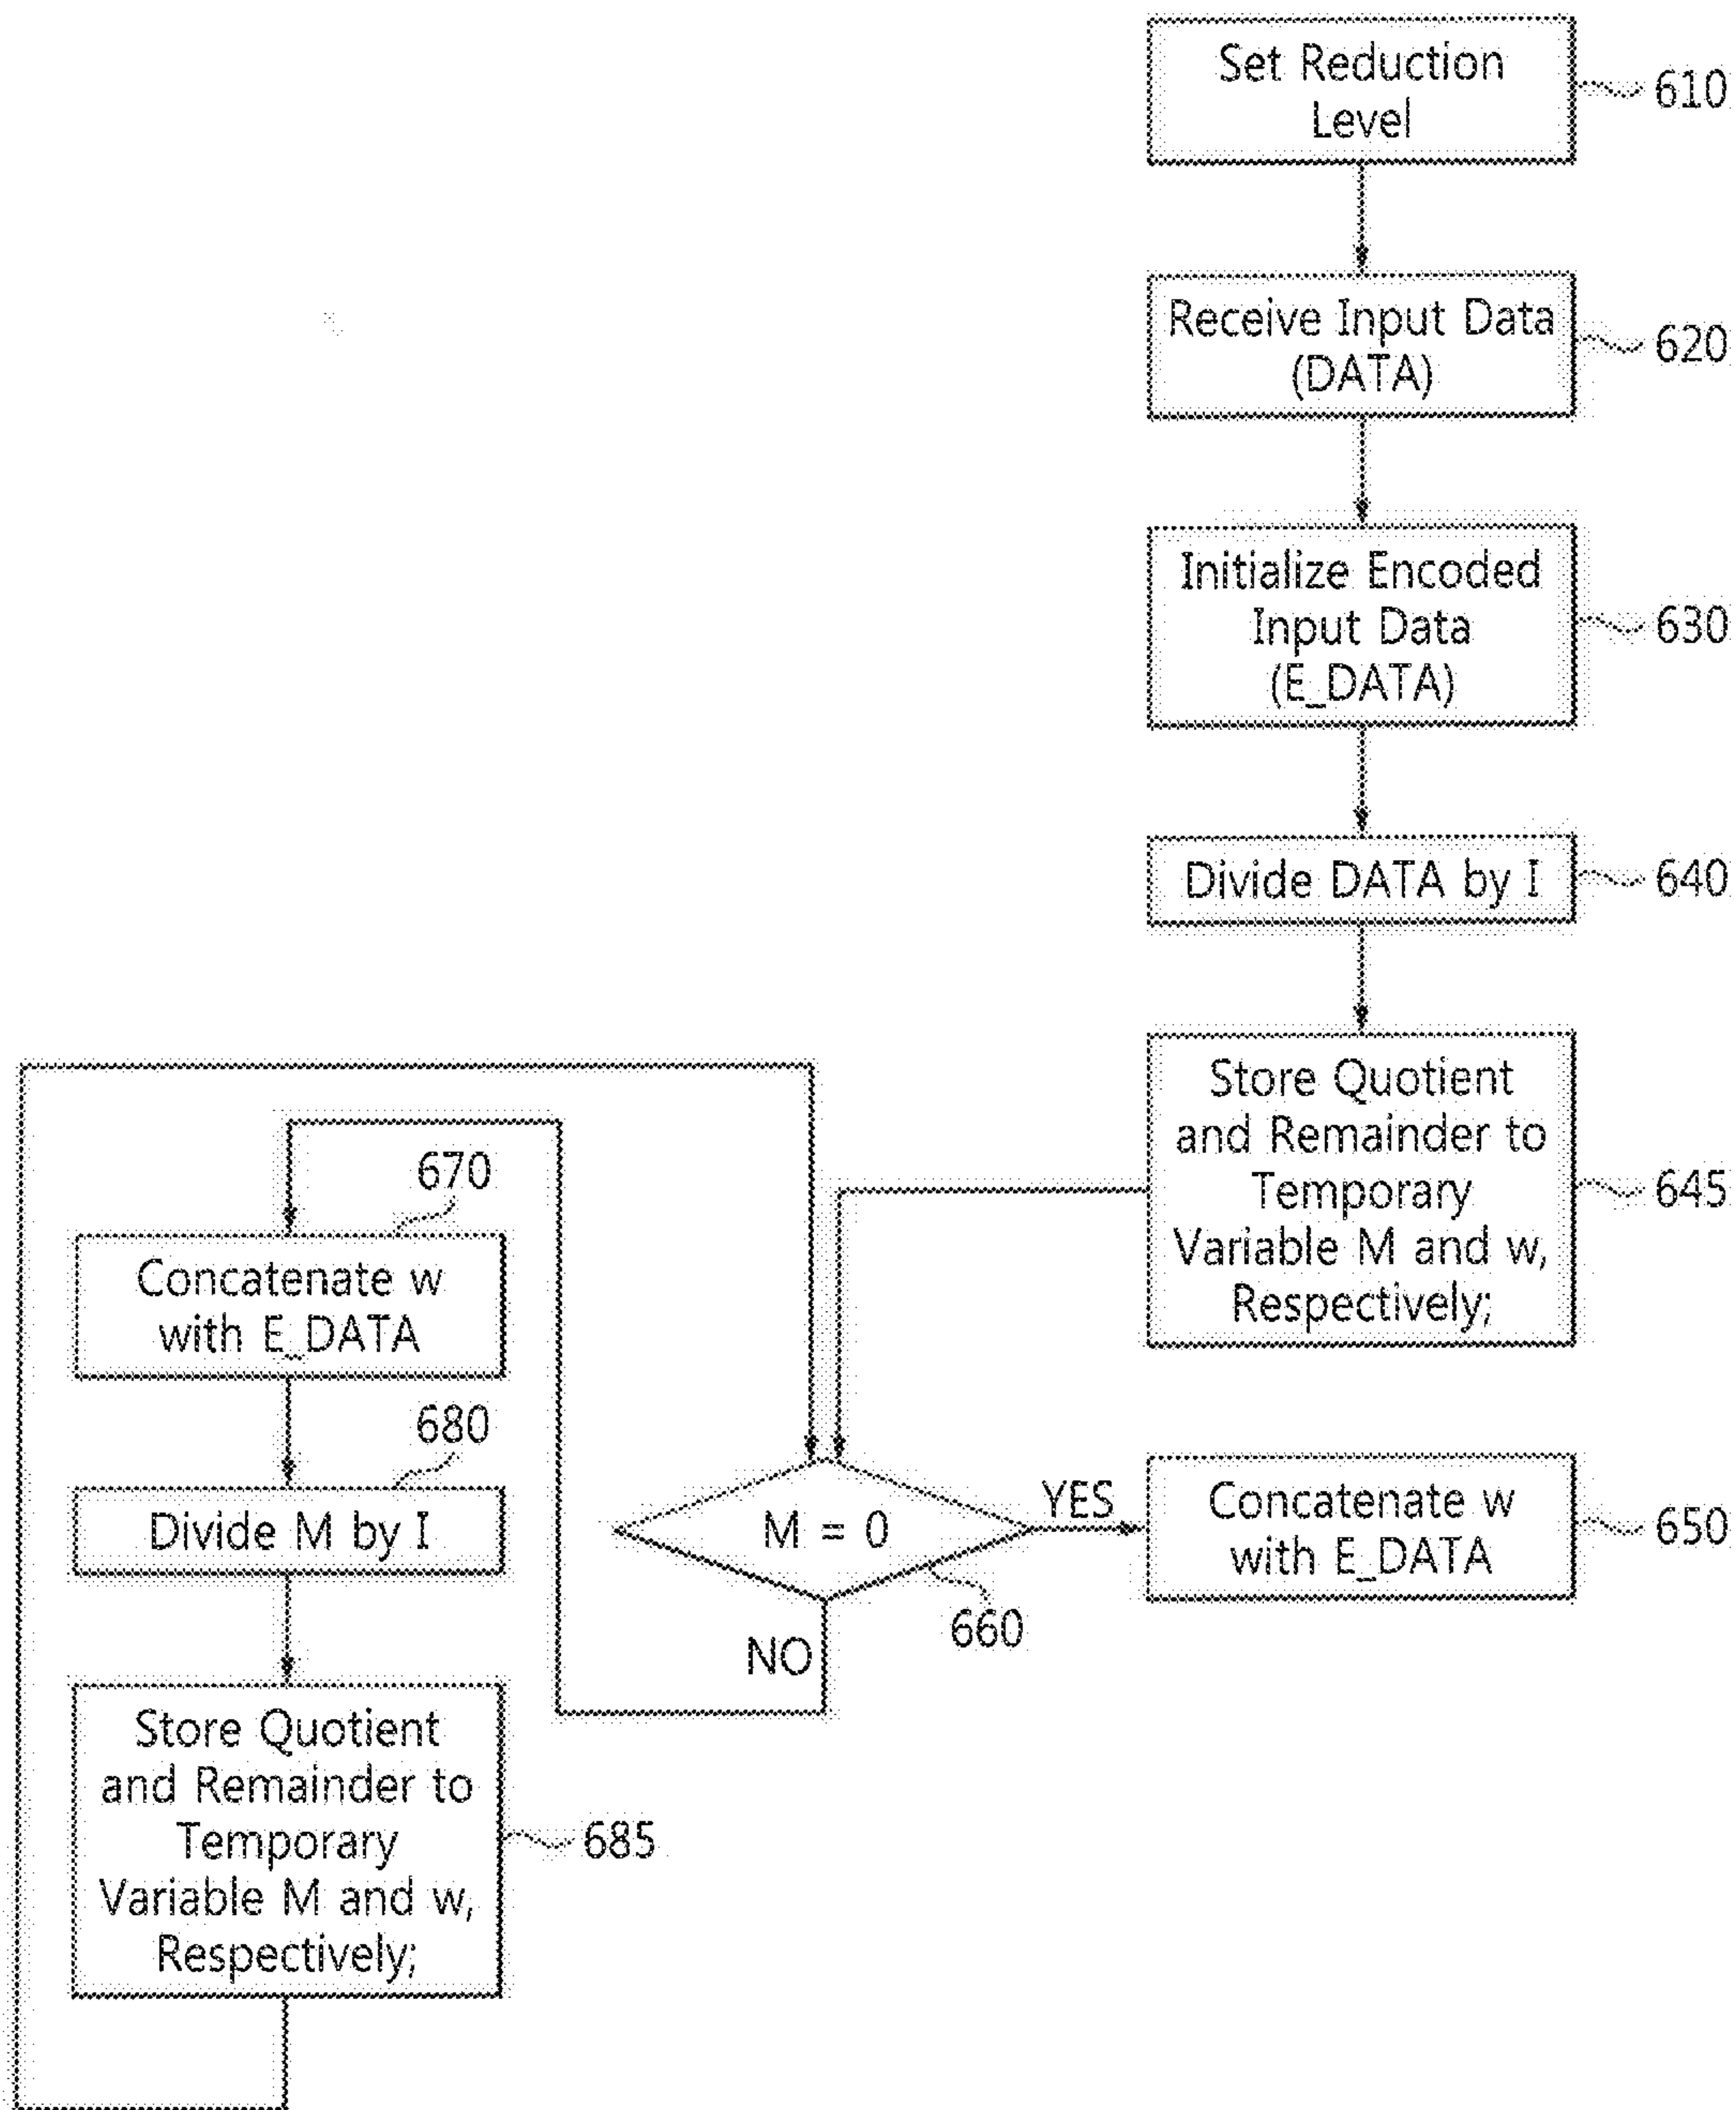 Set Reduction
Level
610
Receive Input Data
(DATA)
620
Initialize Encoded
Input Data
(E_DATA)
630
Divide DATA by I
640
Store Quotient
and Remainder to
Temporary
Variable M and w,
Respectively;
645
670
Concatenate w
with E_DATA
680
Divide M by I
M = 0
YES
NO
660
Concatenate w
with E_DATA
650
Store Quotient
and Remainder to
Temporary
Variable M and w,
Respectively;
685